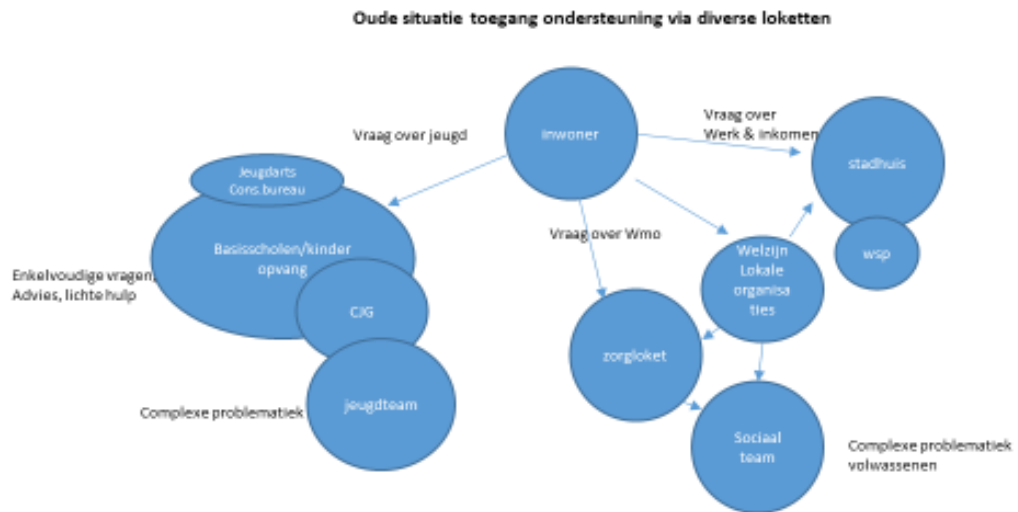 Oude situatie toegang ondersteuning via diverse loketten
inwoner
Vraag over
Werk & inkomen
Vraag over jeugd
stadhuis
Jeugdarts
Cons.bureau
Vraag over Wmo
Basisscholen/kinder
opvang
Welzijn
Lokale
organisa
ties
wsp
Enkelvoudige vragen,
Advies, lichte hulp
CJG
zorgloket
jeugdteam
Complexe problematiek
Sociaal
team
Complexe problematiek
volwassenen